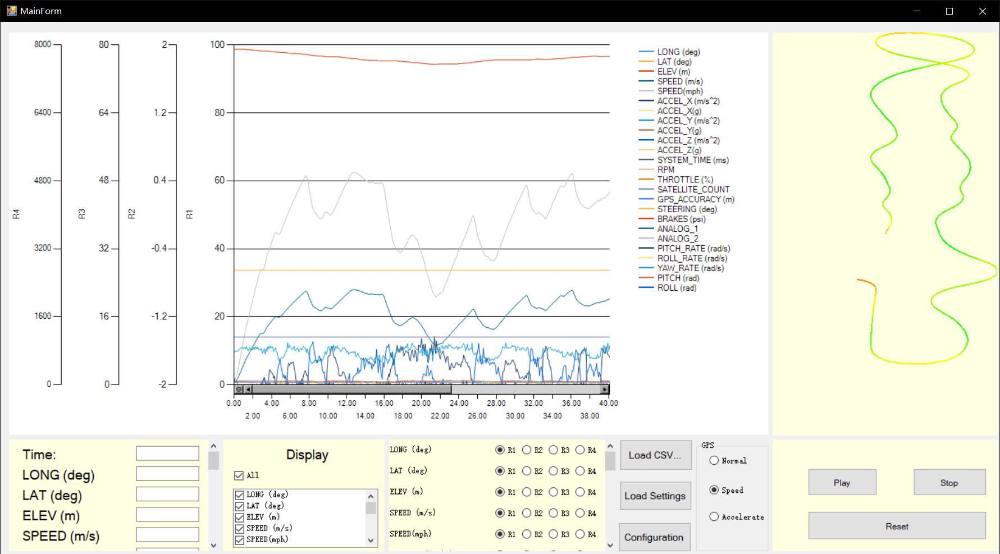 MainForm
8000 80 2 100
6400 64 1.2 80
4800 48 0.4 60
R4 R3 R2 R1
3200 32 -0.4 40
1600 16 -1.2 20
0 0 -2 0
0.00 4.00 8.00 12.00 16.00 20.00 24.00 28.00 32.00 36.00 40.00
2.00 6.00 10.00 14.00 18.00 22.00 26.00 30.00 34.00 38.00
LONG (deg)
LAT (deg)
ELEV (m)
SPEED (m/s)
SPEED(mph)
ACCEL_X (m/s^2)
ACCEL_X(g)
ACCEL_Y (m/s^2)
ACCEL_Y(g)
ACCEL_Z (m/s^2)
ACCEL_Z(g)
SYSTEM_TIME (ms)
RPM
THROTTLE (%)
SATELLITE_COUNT
GPS_ACCURACY (m)
STEERING (deg)
BRAKES (psi)
ANALOG_1
ANALOG_2
PITCH_RATE (rad/s)
ROLL_RATE (rad/s)
YAW_RATE (rad/s)
PITCH (rad)
ROLL (rad)
Time:
LONG (deg)
LAT (deg)
ELEV (m)
SPEED (m/s)
Display
All
LONG (deg)
LAT (deg)
ELEV (m)
SPEED (m/s)
SPEED(mph)
LONG (deg) R1 R2 R3 R4
LAT (deg) R1 R2 R3 R4
ELEV (m) R1 R2 R3 R4
SPEED (m/s) R1 R2 R3 R4
SPEED(mph) R1 R2 R3 R4
Load CSV...
Load Settings
Configuration
GPS
Normal
Speed
Accelerate
Play Stop
Reset